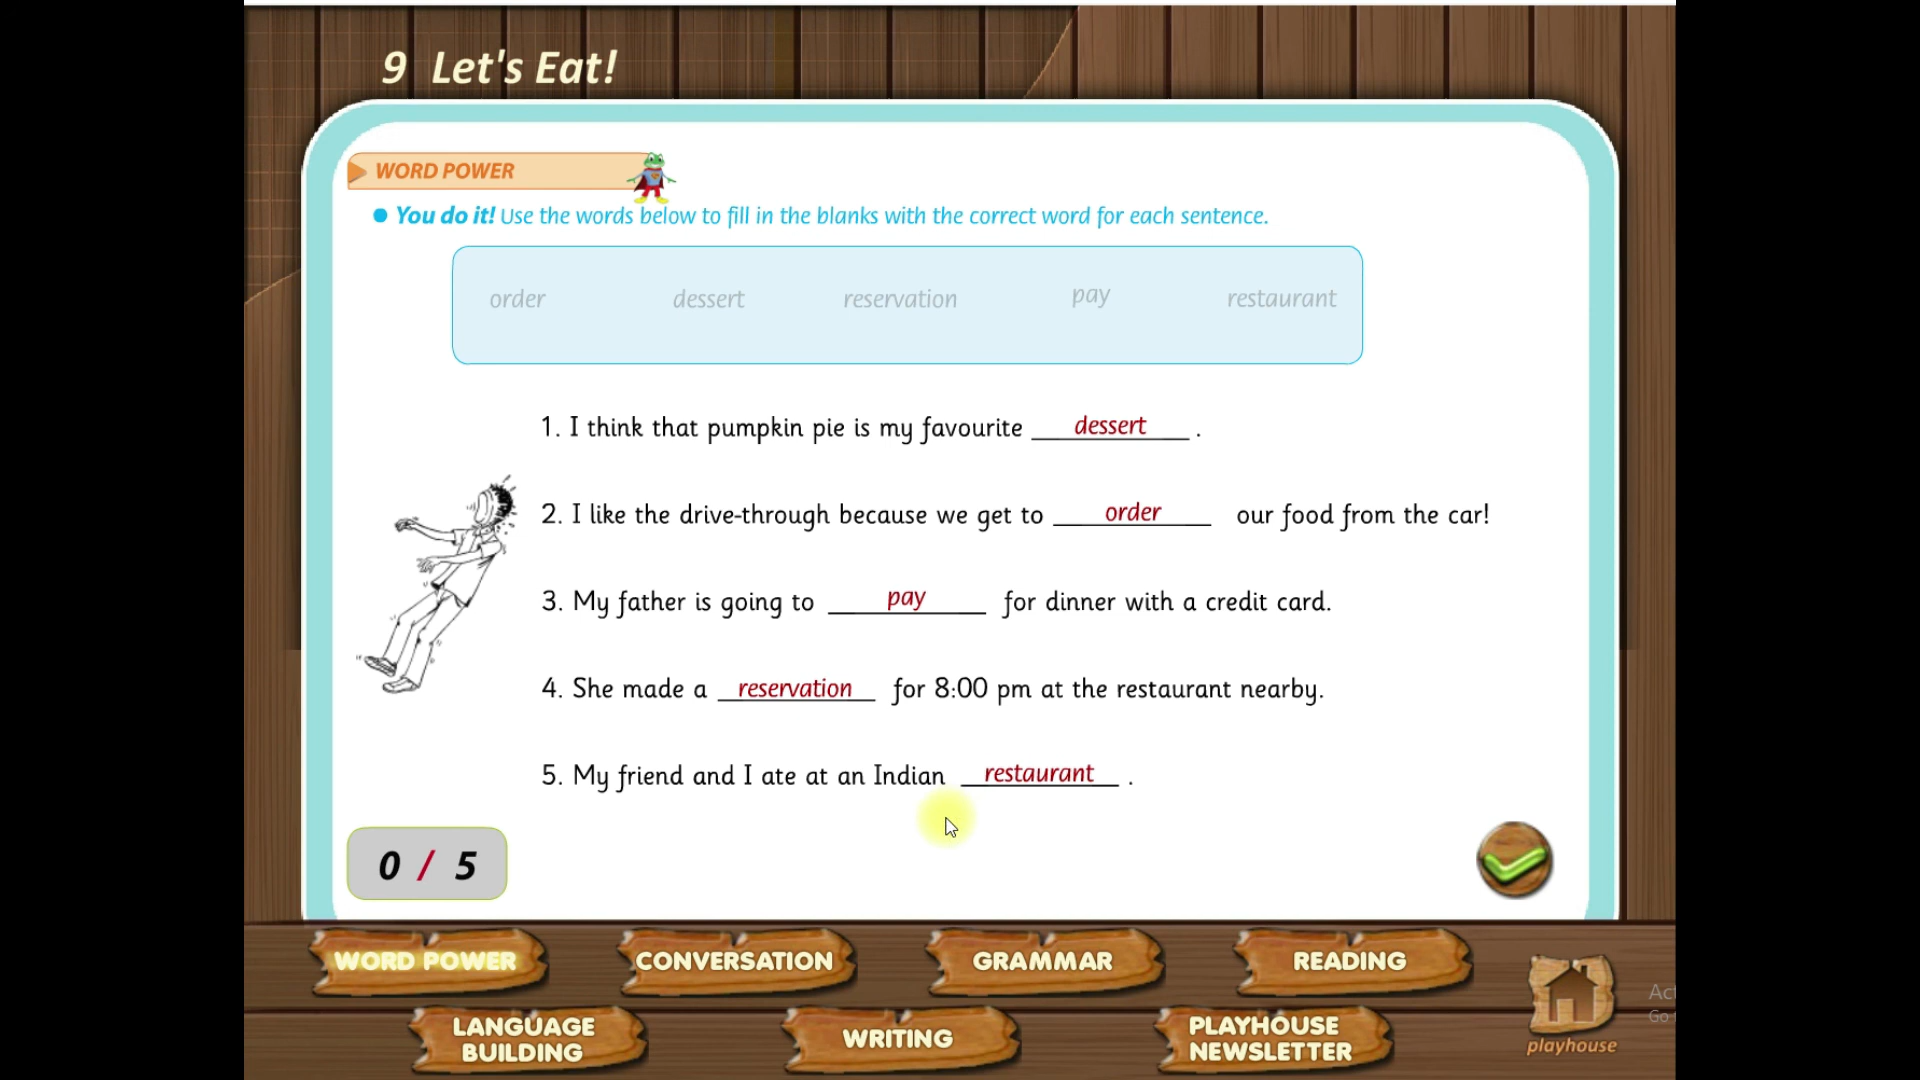 9 Let's Eat!
WORD POWER
You do it! Use the words below to fill in the blanks with the correct word for each sentence.
order dessert reservation pay restaurant
1. I think that pumpkin pie is my favourite dessert .
2. I like the drive-through because we get to order our food from the car!
3. My father is going to pay for dinner with a credit card.
4. She made a reservation for 8:00 pm at the restaurant nearby.
5. My friend and I ate at an Indian restaurant .
0 / 5
WORD POWER CONVERSATION GRAMMAR READING
LANGUAGE BUILDING WRITING PLAYHOUSE NEWSLETTER
playhouse
Act
Go